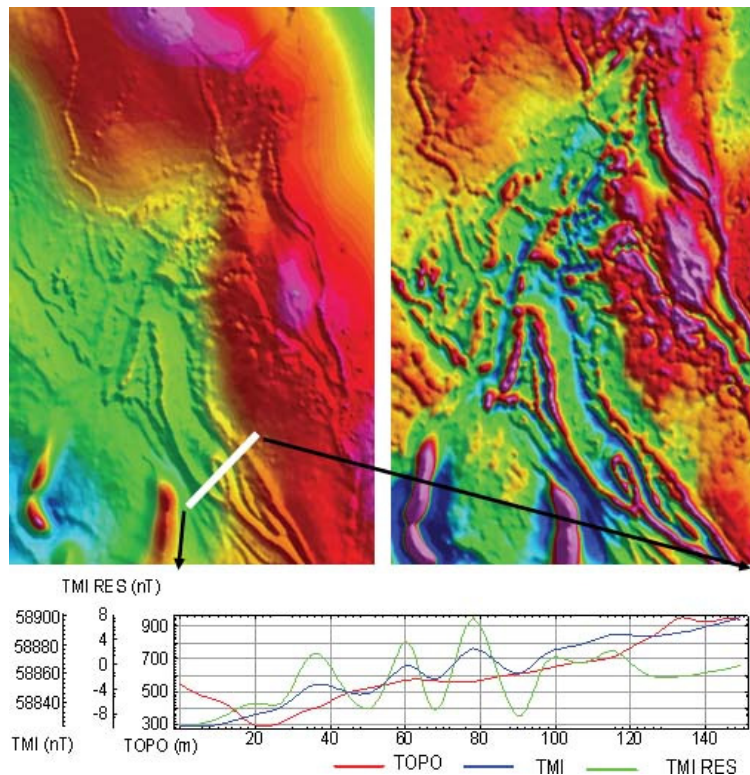 TMI RES (nT)
58900 8 900
58880 4
58860 0 700
-4 500
58840 -8
300
TMI (nT) TOPO (m) 20 40 60 80 100 120 140
TOPO TMI TMI RES